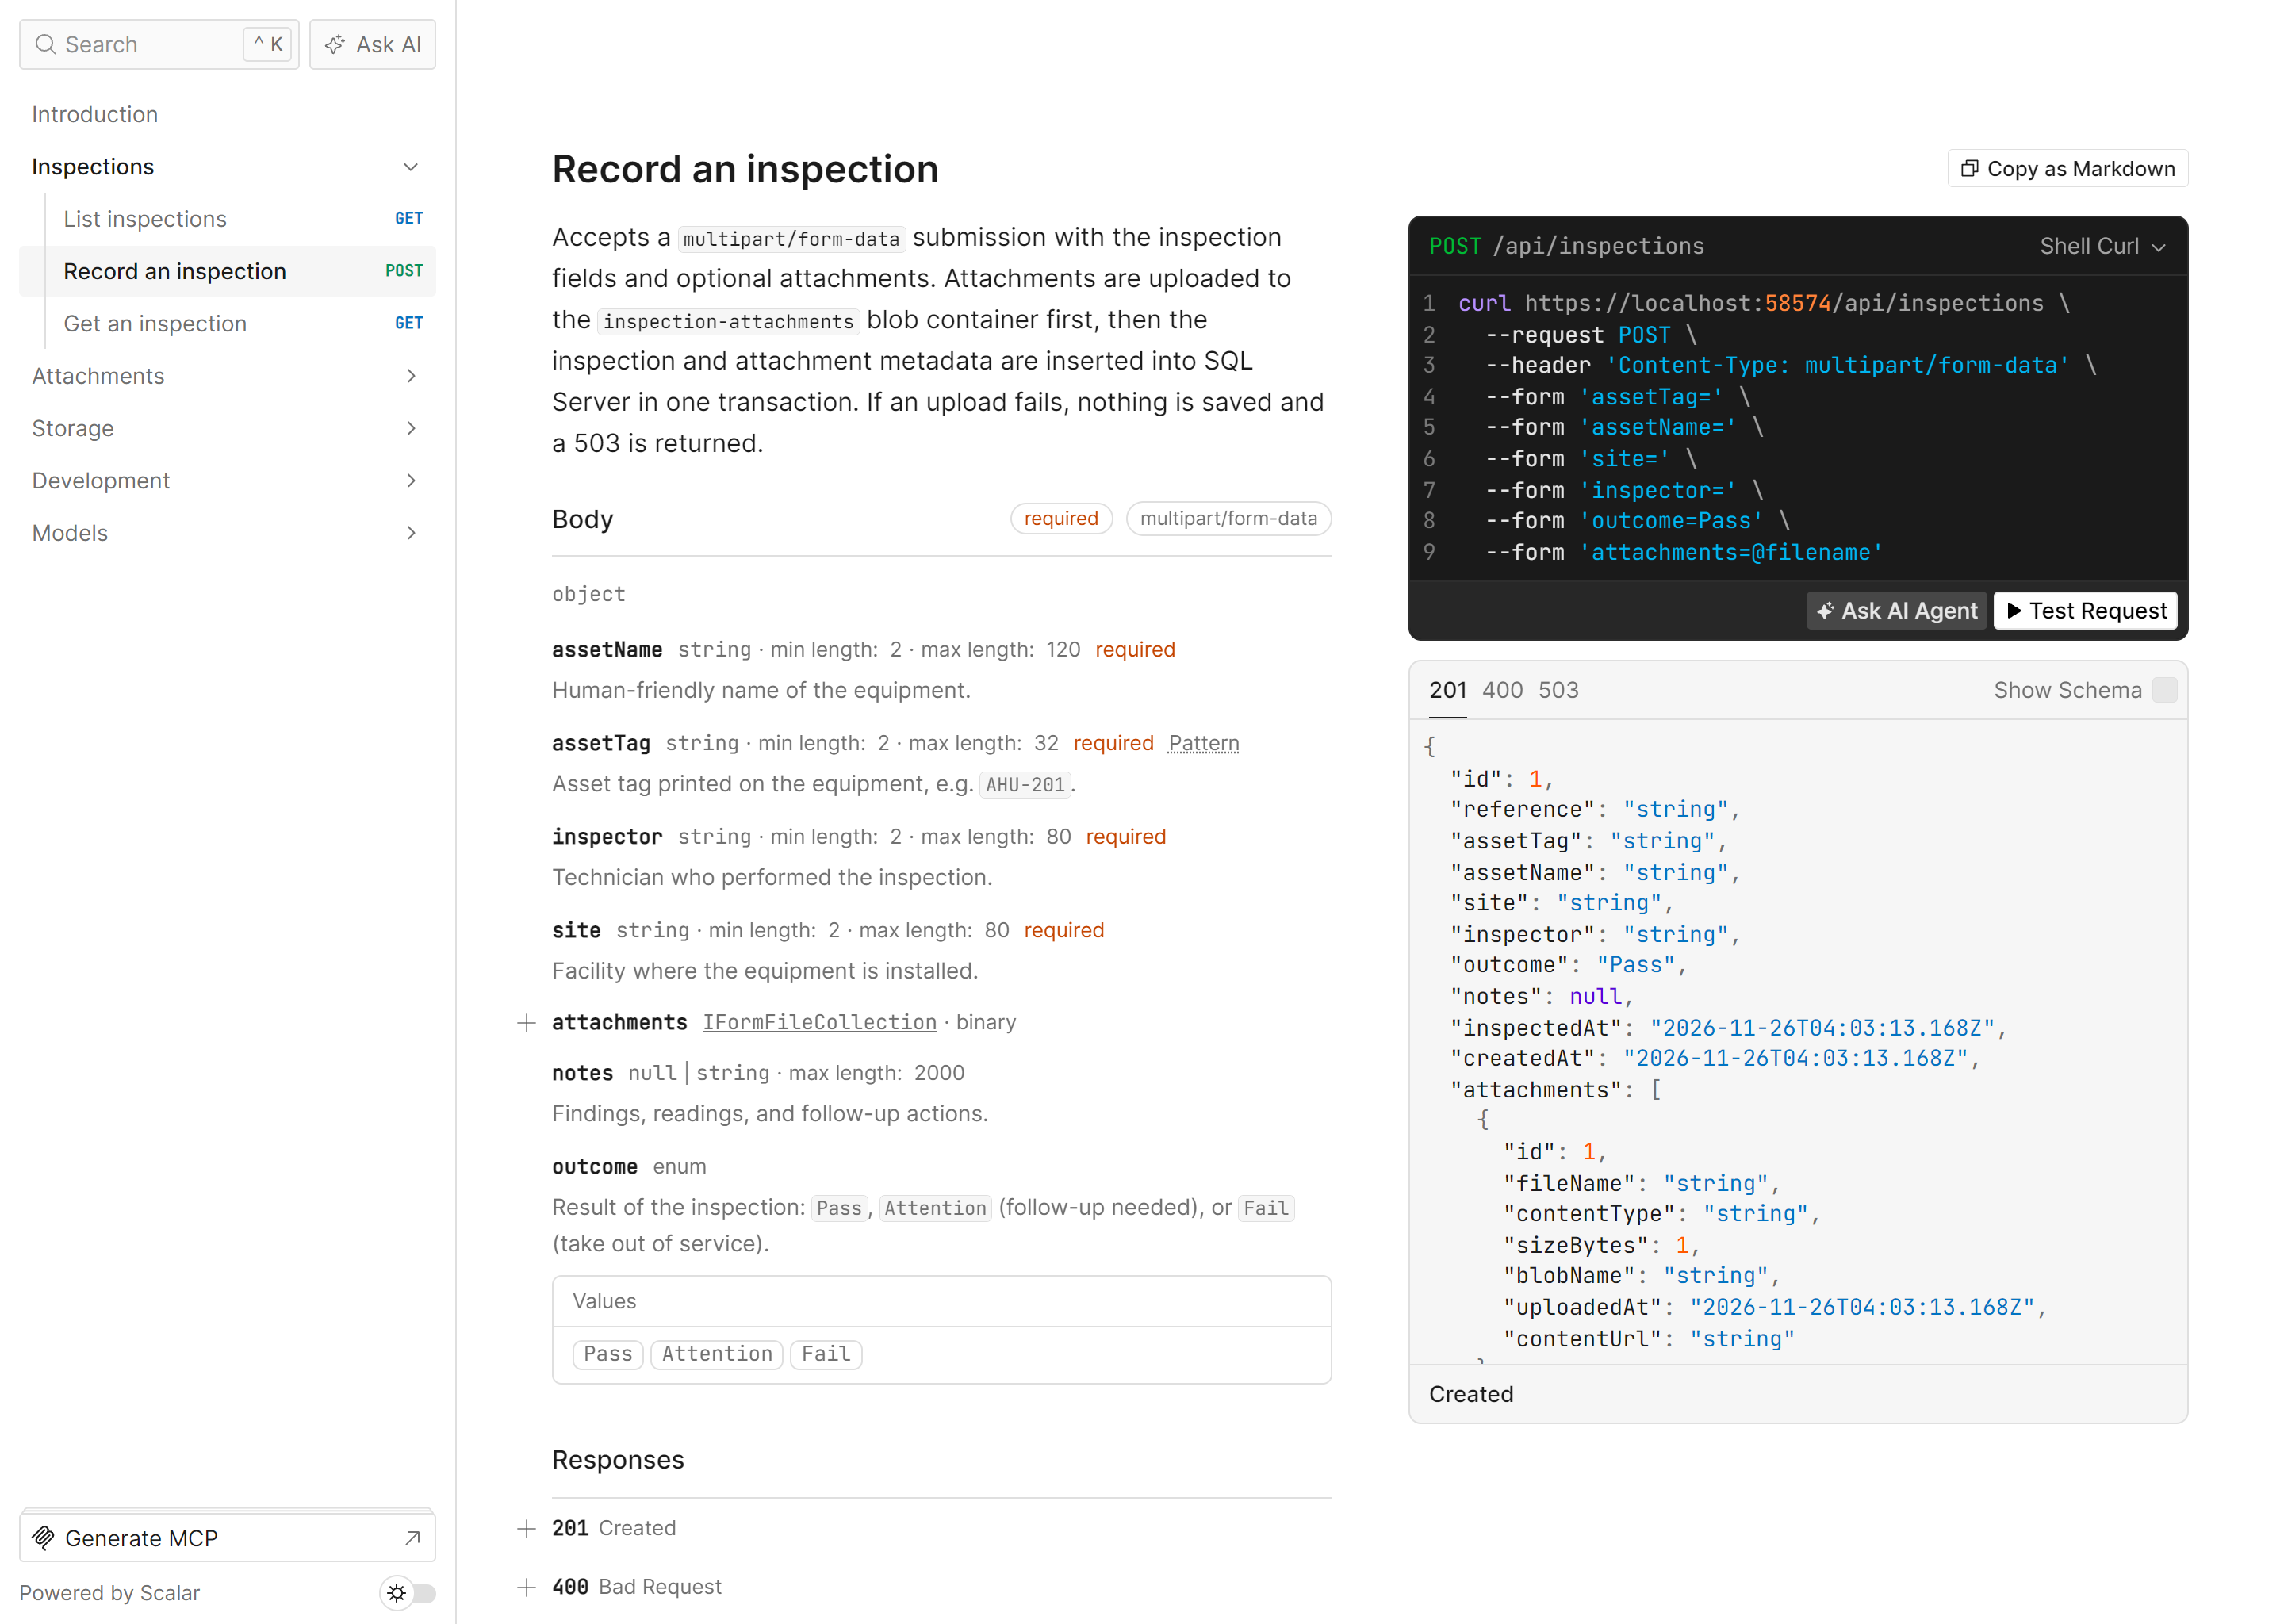 Search
^ K
Ask AI
Introduction
Inspections
List inspections GET
Record an inspection POST
Get an inspection GET
Attachments
Storage
Development
Models
Generate MCP
Powered by Scalar
Record an inspection
Accepts a multipart/form-data submission with the inspection
fields and optional attachments. Attachments are uploaded to
the inspection-attachments blob container first, then the
inspection and attachment metadata are inserted into SQL
Server in one transaction. If an upload fails, nothing is saved and
a 503 is returned.
Body required multipart/form-data
object
assetName string · min length: 2 · max length: 120 required
Human-friendly name of the equipment.
assetTag string · min length: 2 · max length: 32 required Pattern
Asset tag printed on the equipment, e.g. AHU-201.
inspector string · min length: 2 · max length: 80 required
Technician who performed the inspection.
site string · min length: 2 · max length: 80 required
Facility where the equipment is installed.
attachments IFormFileCollection · binary
notes null | string · max length: 2000
Findings, readings, and follow-up actions.
outcome enum
Result of the inspection: Pass, Attention (follow-up needed), or Fail
(take out of service).
Values
Pass Attention Fail
Responses
201 Created
400 Bad Request
Copy as Markdown
POST /api/inspections Shell Curl
1 curl https://localhost:58574/api/inspections \
2 --request POST \
3 --header 'Content-Type: multipart/form-data' \
4 --form 'assetTag=' \
5 --form 'assetName=' \
6 --form 'site=' \
7 --form 'inspector=' \
8 --form 'outcome=Pass' \
9 --form 'attachments=@filename'
Ask AI Agent Test Request
201 400 503 Show Schema
{
"id": 1,
"reference": "string",
"assetTag": "string",
"assetName": "string",
"site": "string",
"inspector": "string",
"outcome": "Pass",
"notes": null,
"inspectedAt": "2026-11-26T04:03:13.168Z",
"createdAt": "2026-11-26T04:03:13.168Z",
"attachments": [
{
"id": 1,
"fileName": "string",
"contentType": "string",
"sizeBytes": 1,
"blobName": "string",
"uploadedAt": "2026-11-26T04:03:13.168Z",
"contentUrl": "string"
Created